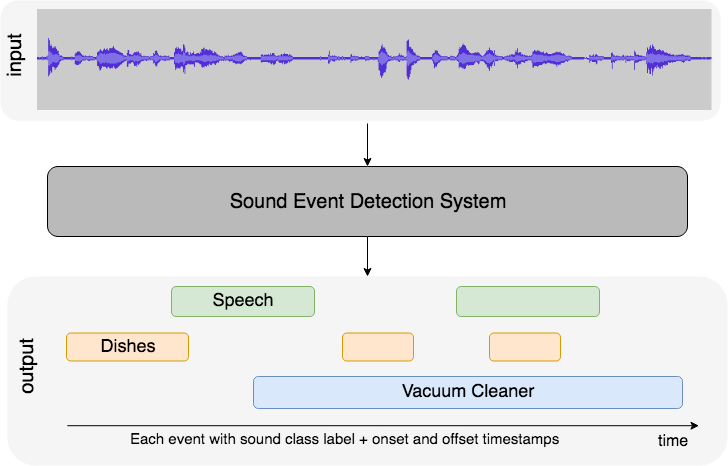 input
Sound Event Detection System
output
Speech
Dishes
Vacuum Cleaner
Each event with sound class label + onset and offset timestamps
time